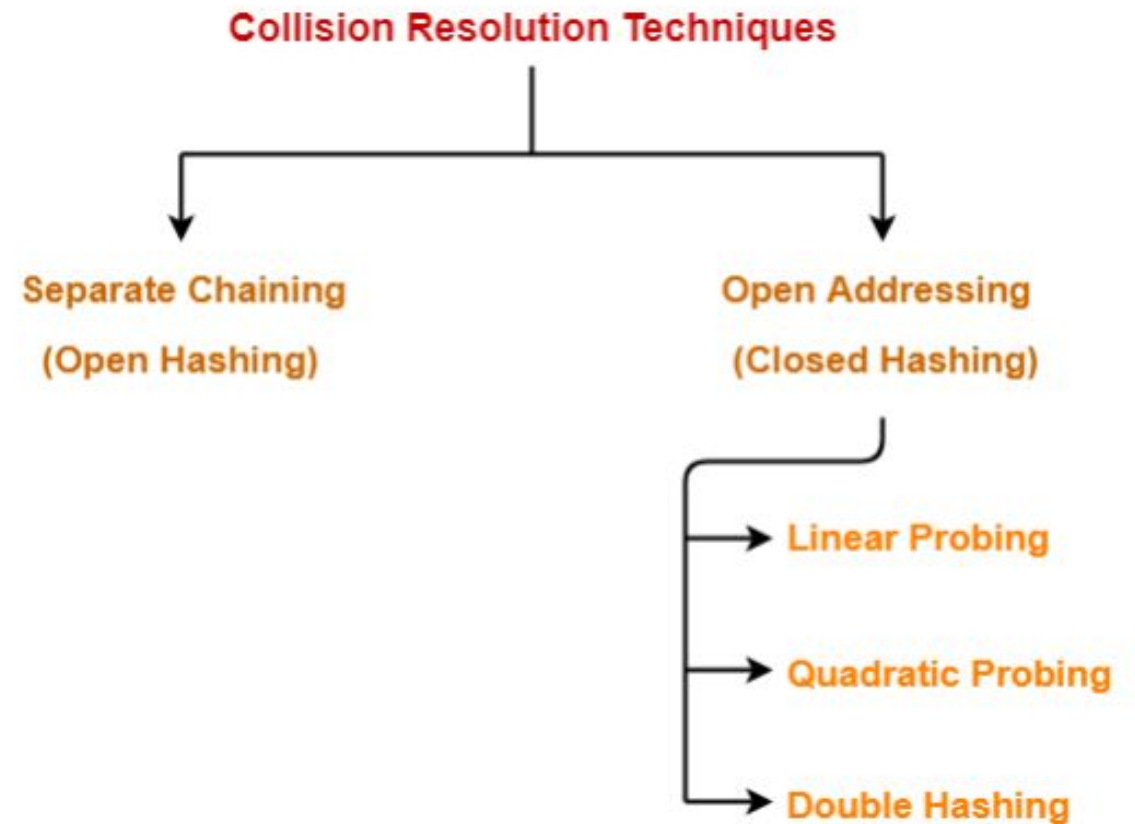 Collision Resolution Techniques
Separate Chaining
(Open Hashing)
Open Addressing
(Closed Hashing)
Linear Probing
Quadratic Probing
Double Hashing